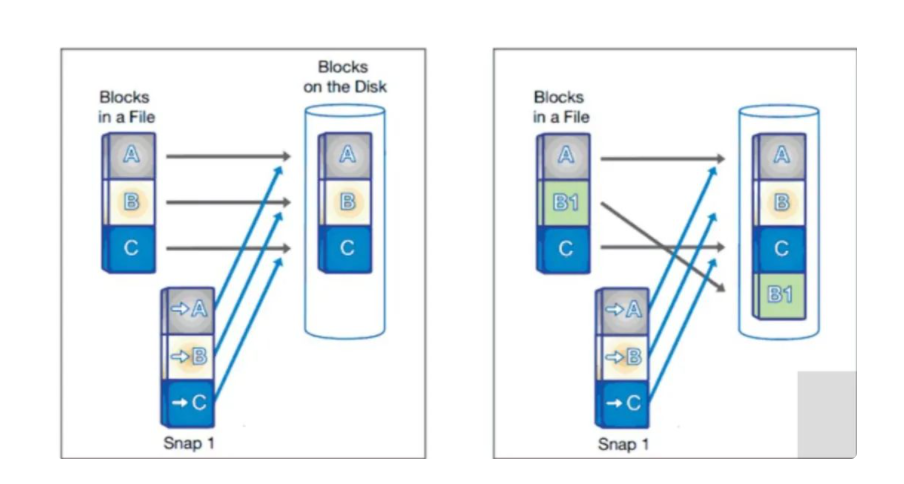 Blocks
in a File
Blocks
on the Disk
A
B
C
A
B
C
→A
→B
→C
Snap 1
Blocks
in a File
A
B1
C
A
B
C
B1
→A
→B
→C
Snap 1